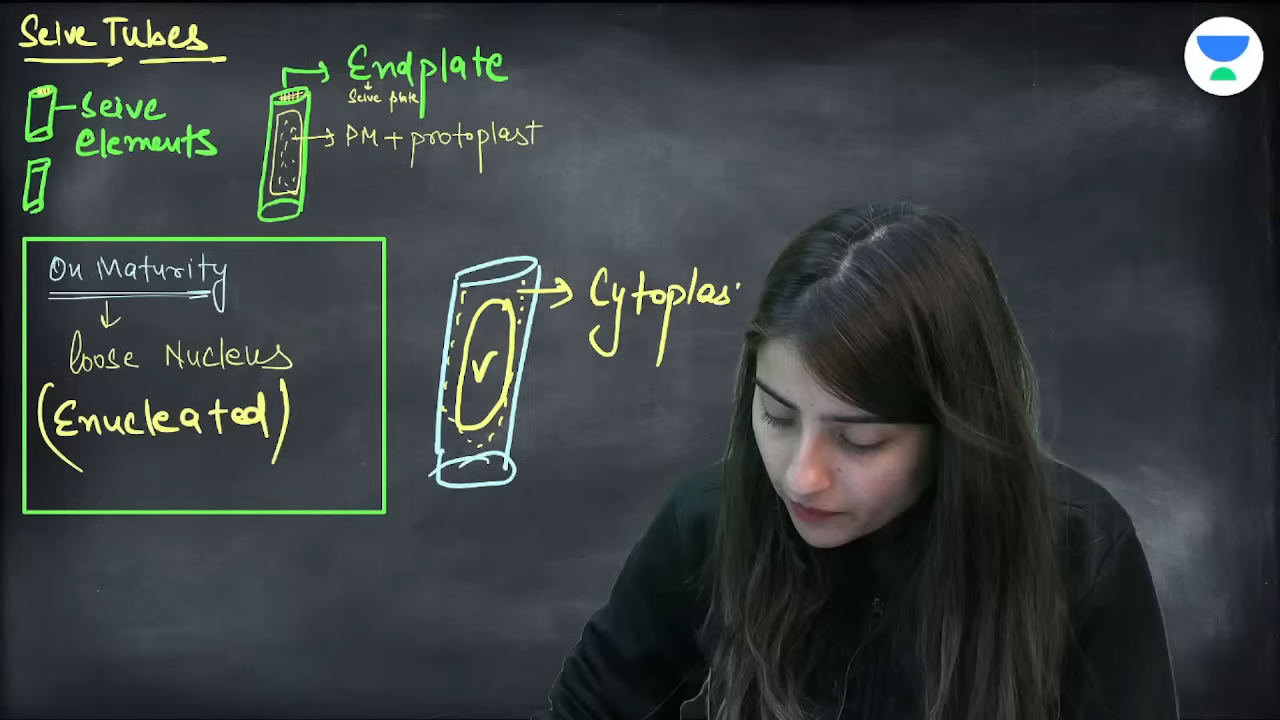 Seive Tubes
Seive
elements
Endplate
Seive plate
PM + protoplast
On Maturity
loose Nucleus
(Enucleated)
V
Cytoplas